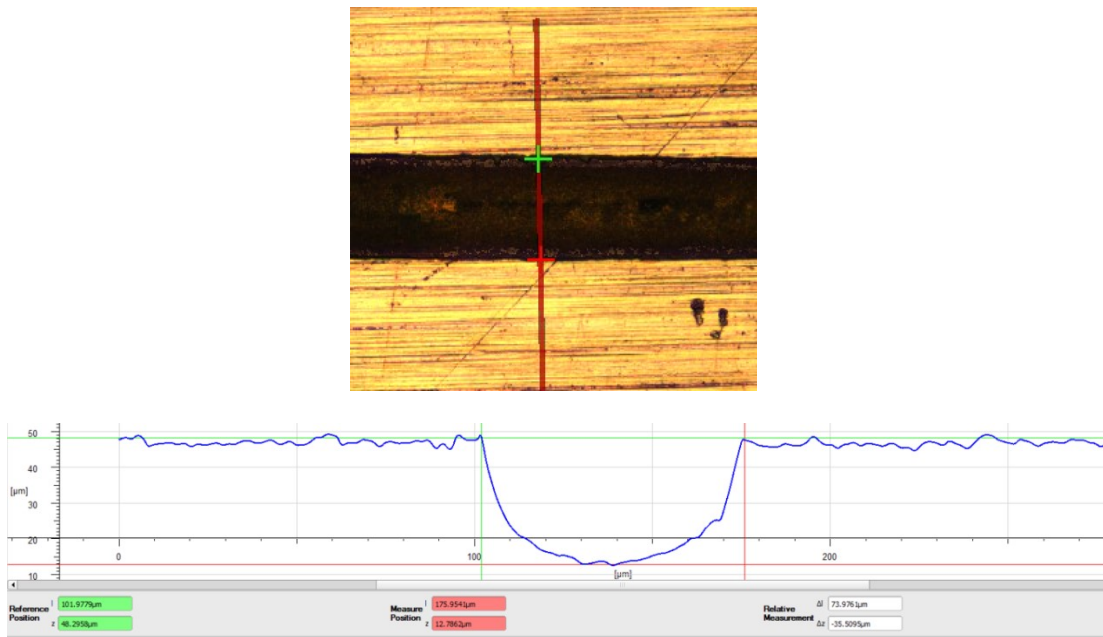 50
40
[µm]
30
20
0
100
200
[µm]
10
Reference Position
l 101.9779µm
z 48.2958µm
Measure Position
l 175.9541µm
z 12.7862µm
Relative Measurement
Δl 73.9761µm
Δz -35.5095µm